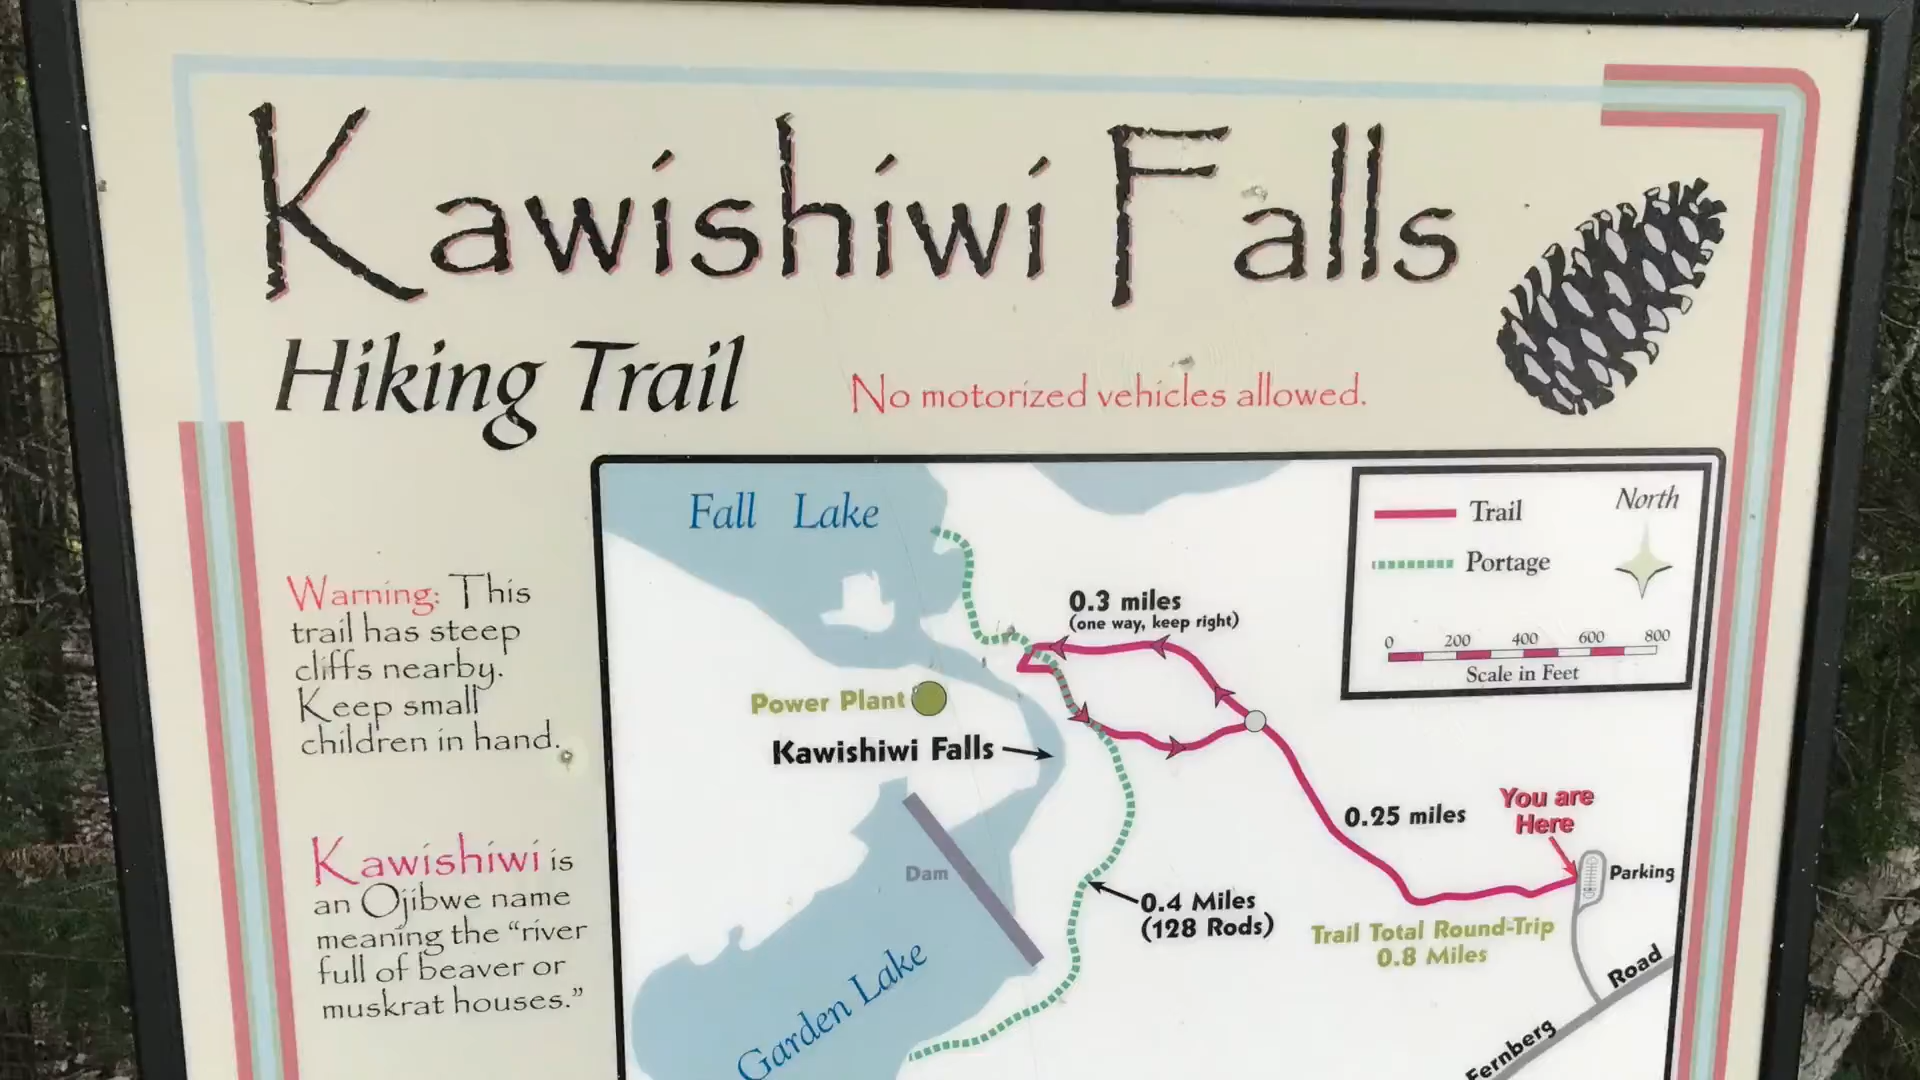 Kawishiwi Falls
Hiking Trail
No motorized vehicles allowed.
Warning: This
trail has steep
cliffs nearby.
Keep small
children in hand.
Kawishiwi is
an Ojibwe name
meaning the “river
full of beaver or
muskrat houses.”
Fall Lake
Trail
North
Portage
0 200 400 600 800
Scale in Feet
0.3 miles
(one way, keep right)
Power Plant
Kawishiwi Falls
0.25 miles
You are
Here
Parking
Dam
0.4 Miles
(128 Rods)
Trail Total Round-Trip
0.8 Miles
Garden Lake
Fernberg Road